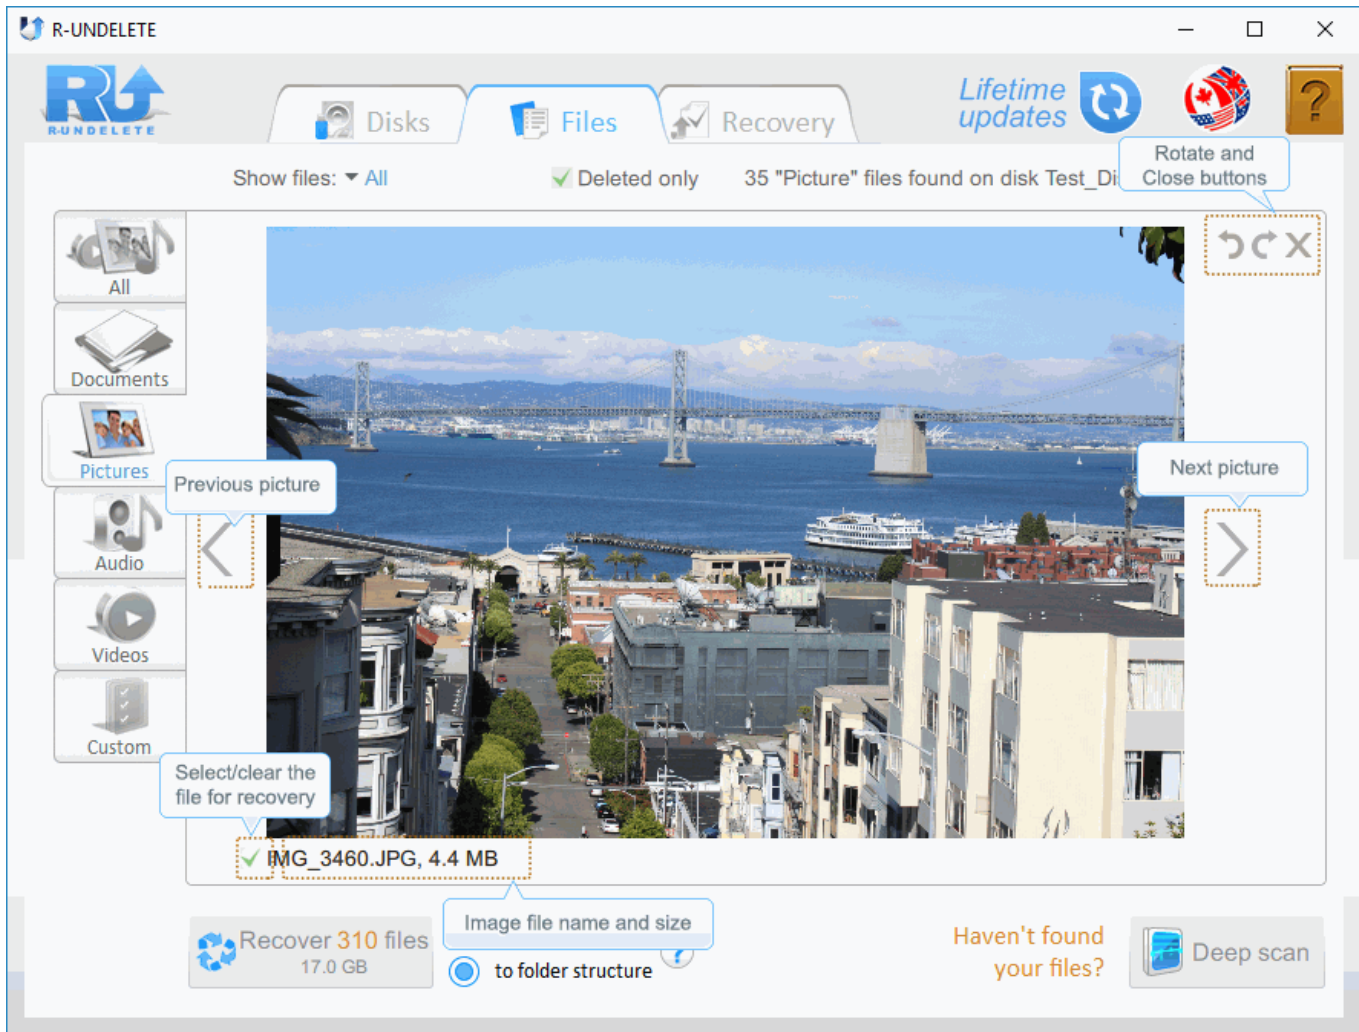 R-UNDELETE
R-UNDELETE
Disks
Files
Recovery
Lifetime
updates
?
Rotate and
Close buttons
Show files: All
Deleted only
35 "Picture" files found on disk Test_Di
All
Documents
Pictures
Previous picture
Next picture
Audio
Videos
Custom
Select/clear the
file for recovery
IMG_3460.JPG, 4.4 MB
Image file name and size
Recover 310 files
17.0 GB
?
to folder structure
Haven't found
your files?
Deep scan